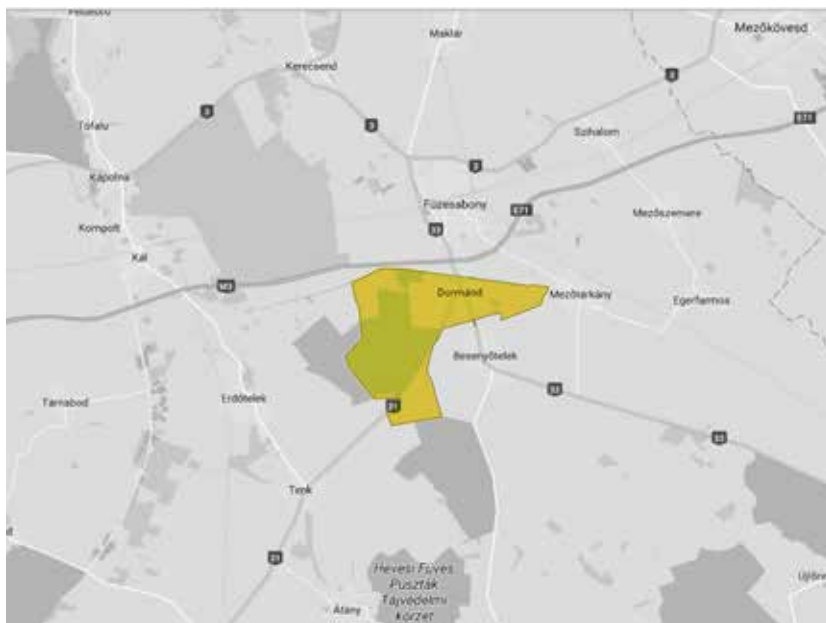 Maklár
Mezőkövesd
Kerecsend
3
3
E71
Tófalu
Szihalom
3
Kápolna
Füzesabony
E71
Mezőszemere
33
Kompolt
Kál
M3
Dormánd
Mezőtárkány
Egerfarmos
Besenyőtelek
Erdőtelek
33
Tarnabod
31
33
Tenk
31
Hevesi Füves
Puszták
Tájvédelmi
körzet
Átány